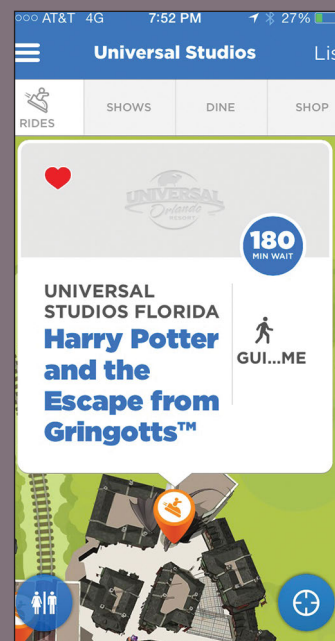 AT&T 4G 7:52 PM 27%
Universal Studios Lis
RIDES SHOWS DINE SHOP
UNIVERSAL
Orlando
RESORT
180
MIN WAIT
UNIVERSAL
STUDIOS FLORIDA
Harry Potter
and the
Escape from
Gringotts™
GUI...ME